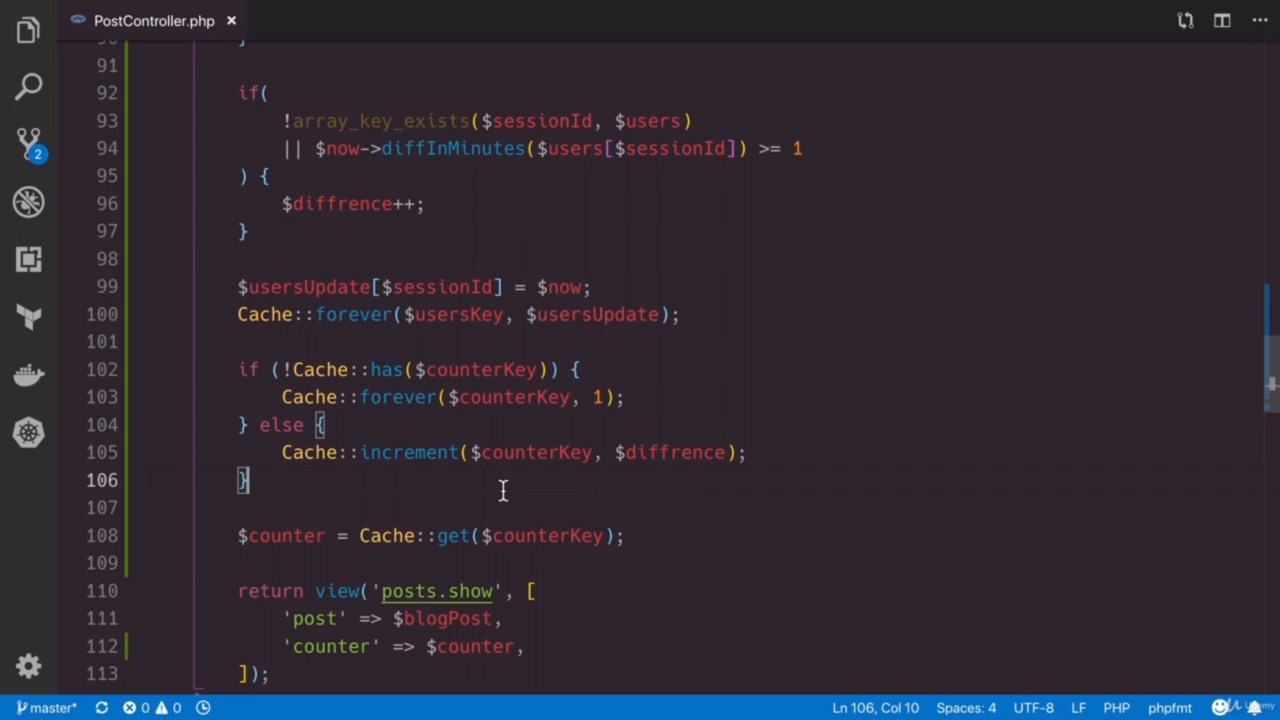 PostController.php ×
90 }
91
92 if(
93 !array_key_exists($sessionId, $users)
94 || $now->diffInMinutes($users[$sessionId]) >= 1
95 ) {
96 $diffrence++;
97 }
98
99 $usersUpdate[$sessionId] = $now;
100 Cache::forever($usersKey, $usersUpdate);
101
102 if (!Cache::has($counterKey)) {
103 Cache::forever($counterKey, 1);
104 } else {
105 Cache::increment($counterKey, $diffrence);
106 }
107
108 $counter = Cache::get($counterKey);
109
110 return view('posts.show', [
111 'post' => $blogPost,
112 'counter' => $counter,
113 ]);
2
master* 0 0 Ln 106, Col 10 Spaces: 4 UTF-8 LF PHP phpfmt Udemy